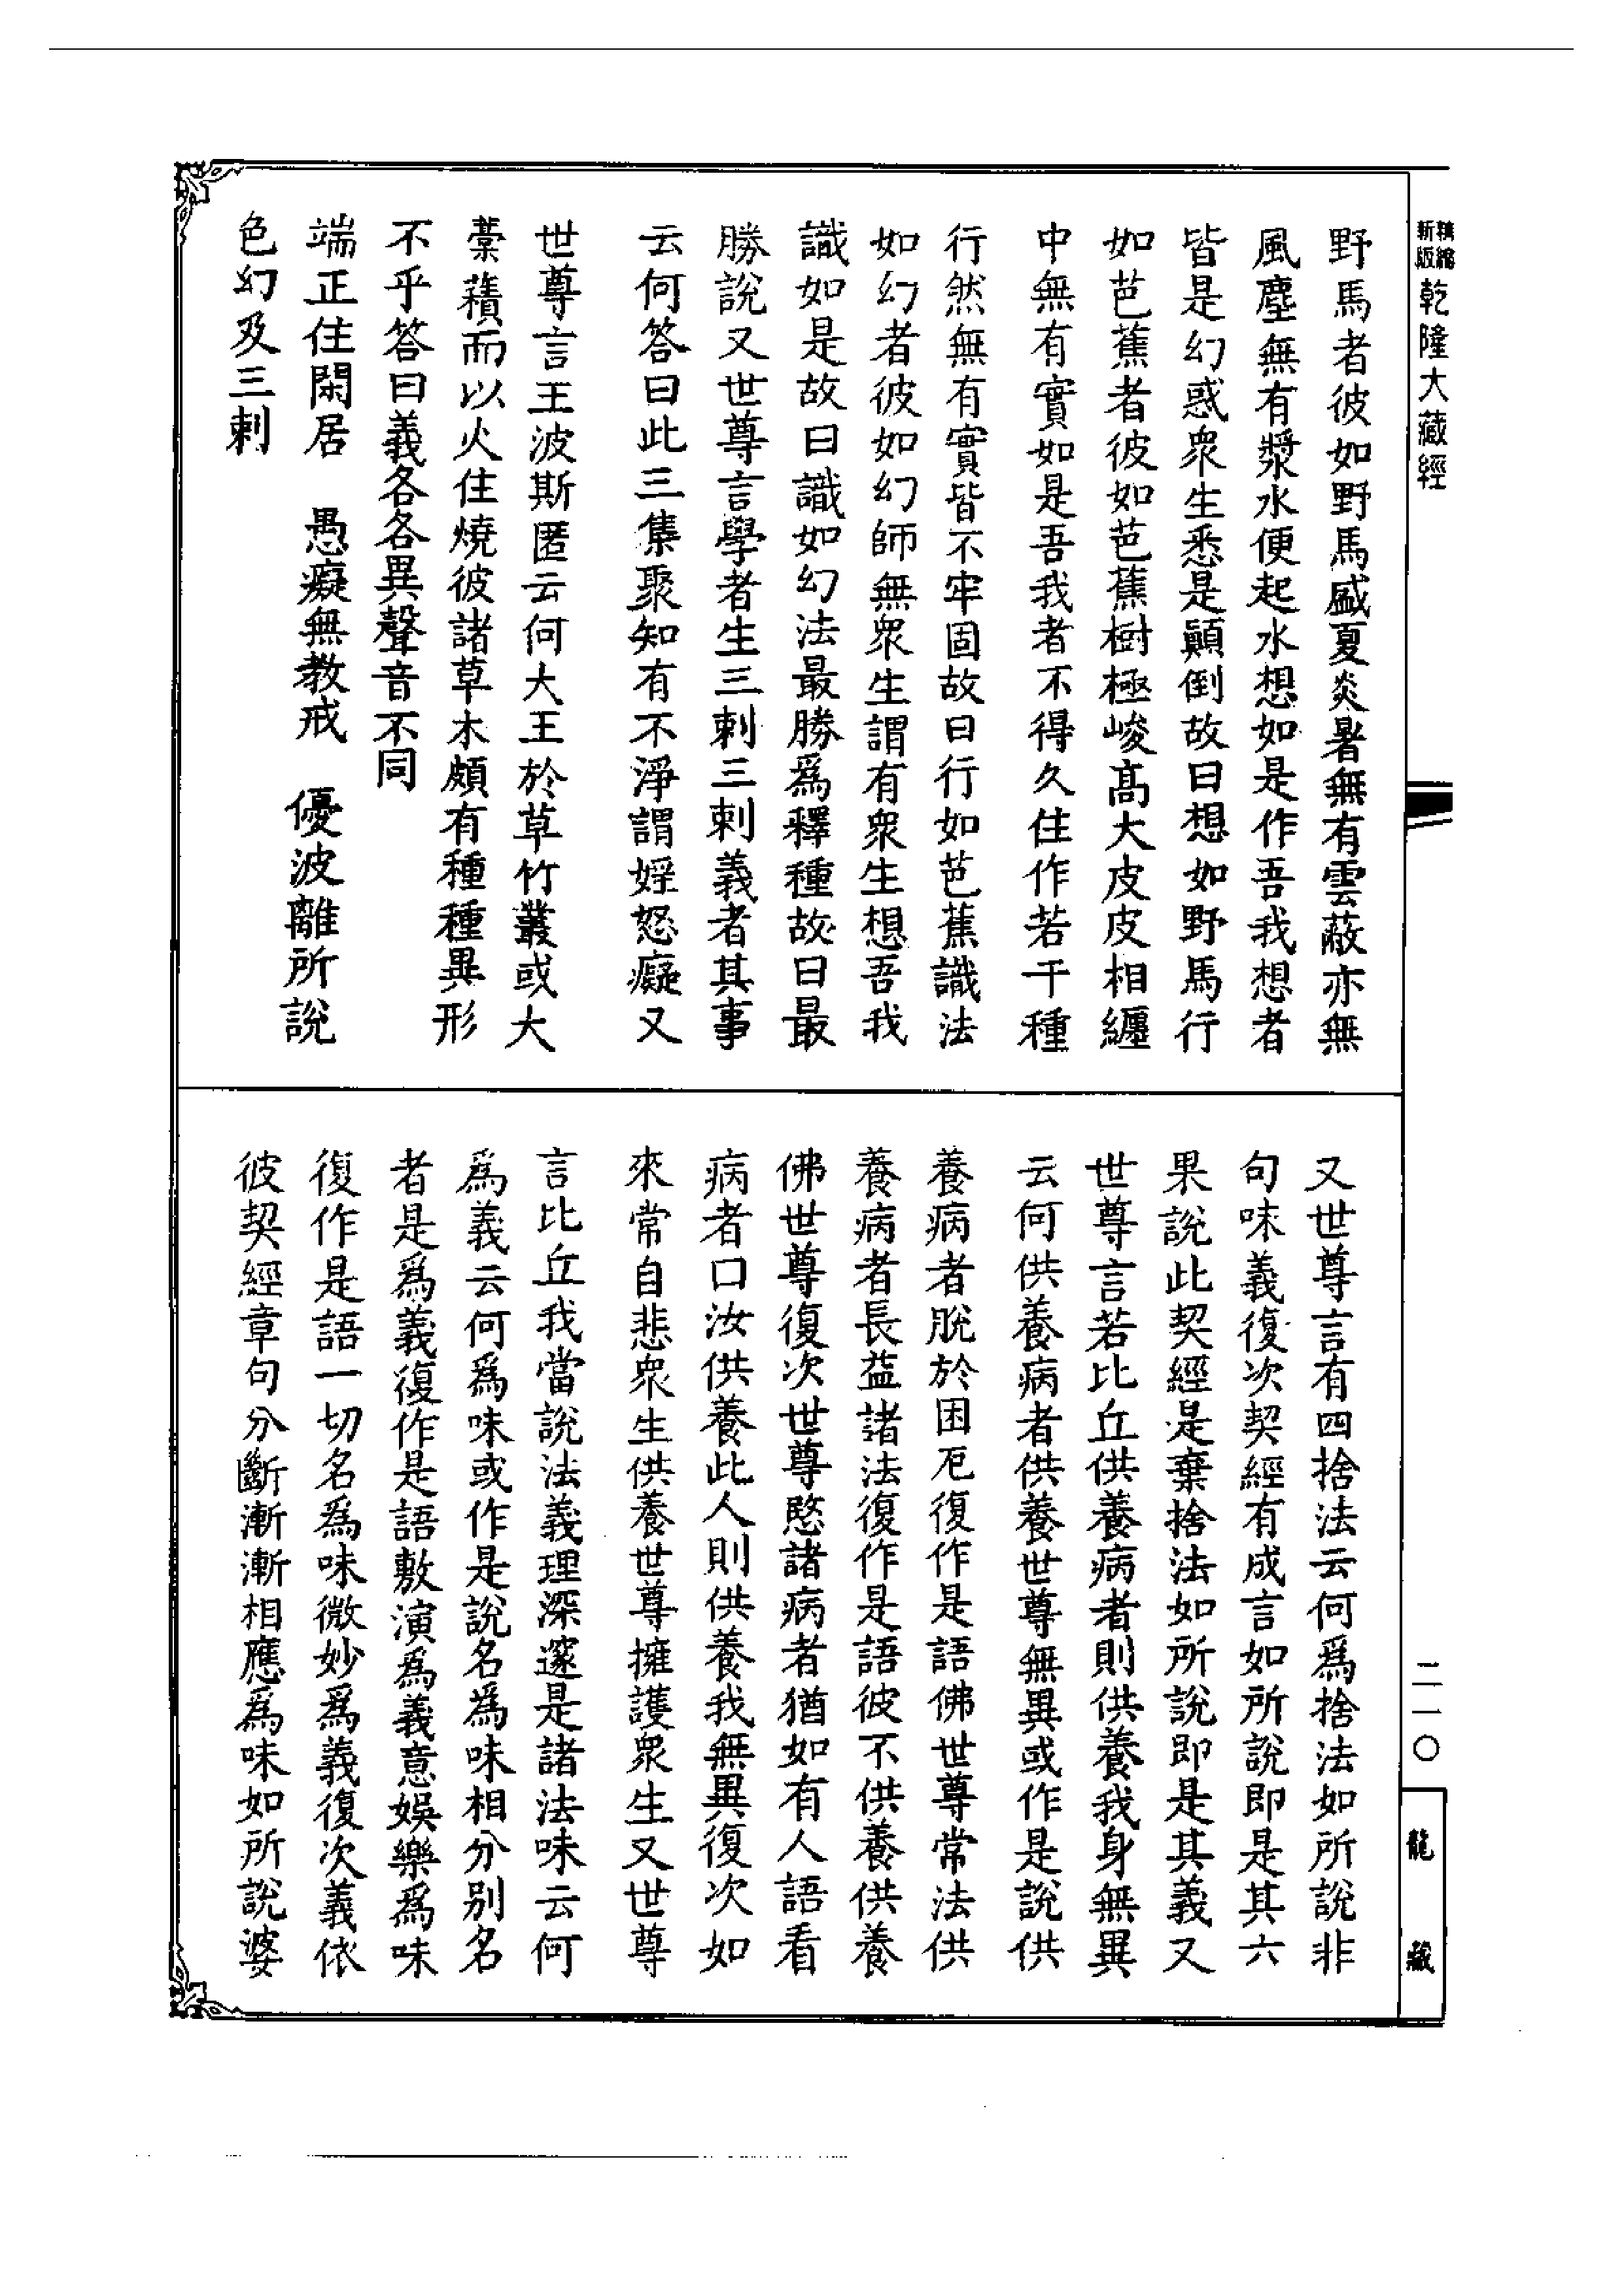 精編
新版
乾隆大藏經
野馬者彼如野馬盛夏炎暑無有雲蔽亦無
風塵無有漿水便起水想如是作吾我想者
皆是幻惑衆生悉是顚倒故曰想如野馬行
如芭蕉者彼如芭蕉樹極峻高大皮皮相纏
中無有實如是吾我者不得久住作若干種
行然無有實皆不牢固故曰行如芭蕉識法
如幻者彼如幻師無眾生謂有眾生想吾我
識如是故曰識如幻法最勝爲釋種故曰最
勝說又世尊言學者生三刺三刺義者其事
云何答曰此三集聚知有不淨謂婬怒癡又
世尊言王波斯匿云何大王於草竹叢或大
藁積而以火住燒彼諸草木頗有種種異形
不乎答曰義各各異聲音不同
端正住閑居　愚癡無教戒　優波離所說
色幻及三刺
又世尊言有四捨法云何爲捨法如所說非
句味義復次契經有成言如所說即是其六
果說此契經是棄捨法如所說即是其義又
世尊言若比丘供養病者則供養我身無異
云何供養病者供養世尊無異或作是說供
養病者脫於困厄復作是語佛世尊常法供
養病者長益諸法復作是語彼不供養供養
佛世尊復次世尊愍諸病者猶如有人語看
病者口汝供養此人則供養我無異復次如
來常自悲眾生供養世尊擁護眾生又世尊
言比丘我當說法義理深邃是諸法味云何
爲義云何爲味或作是說名爲味相分別名
者是爲義復作是語敷演爲義意娛樂爲味
復作是語一切名爲味微妙爲義復次義依
彼契經章句分斷漸漸相應爲味如所說婆
二一〇
龍藏